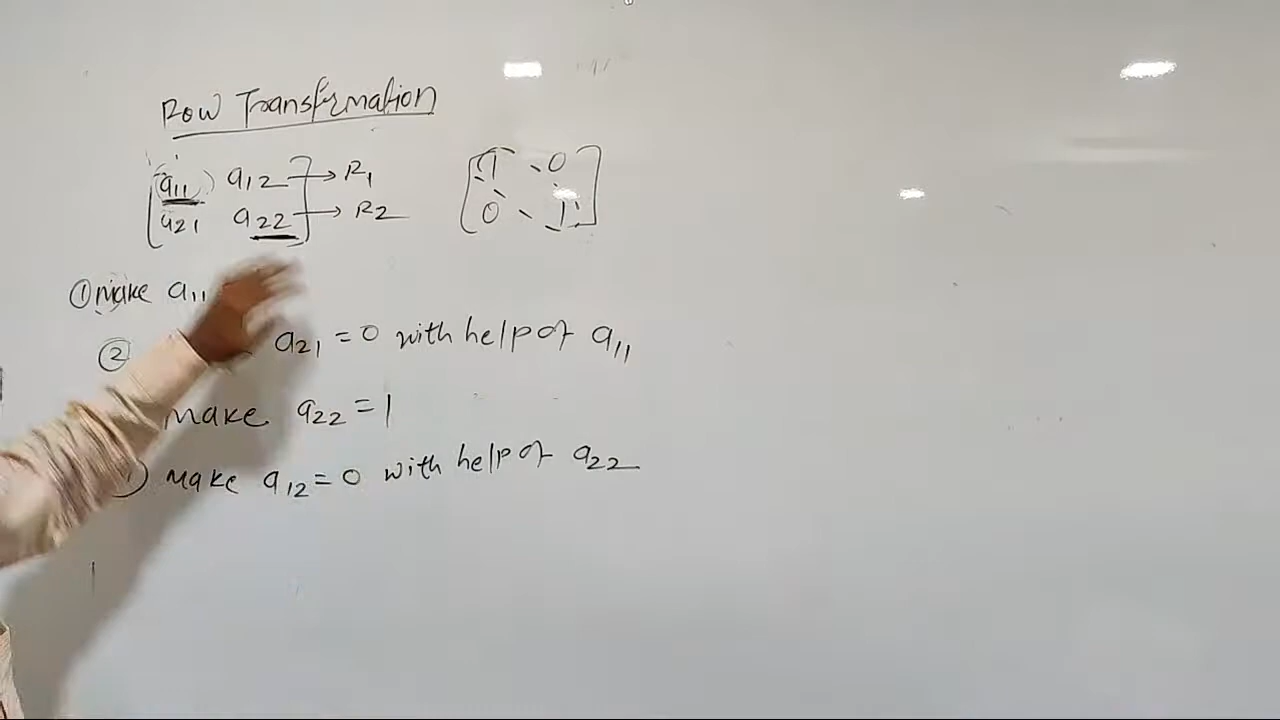 Row Transfrmation
[a11 a12] → R1 [1 0]
[a21 a22] → R2 [0 1]
① make a11
② a21 = 0 with help of a11
make a22 = 1
make a12 = 0 with help of a22